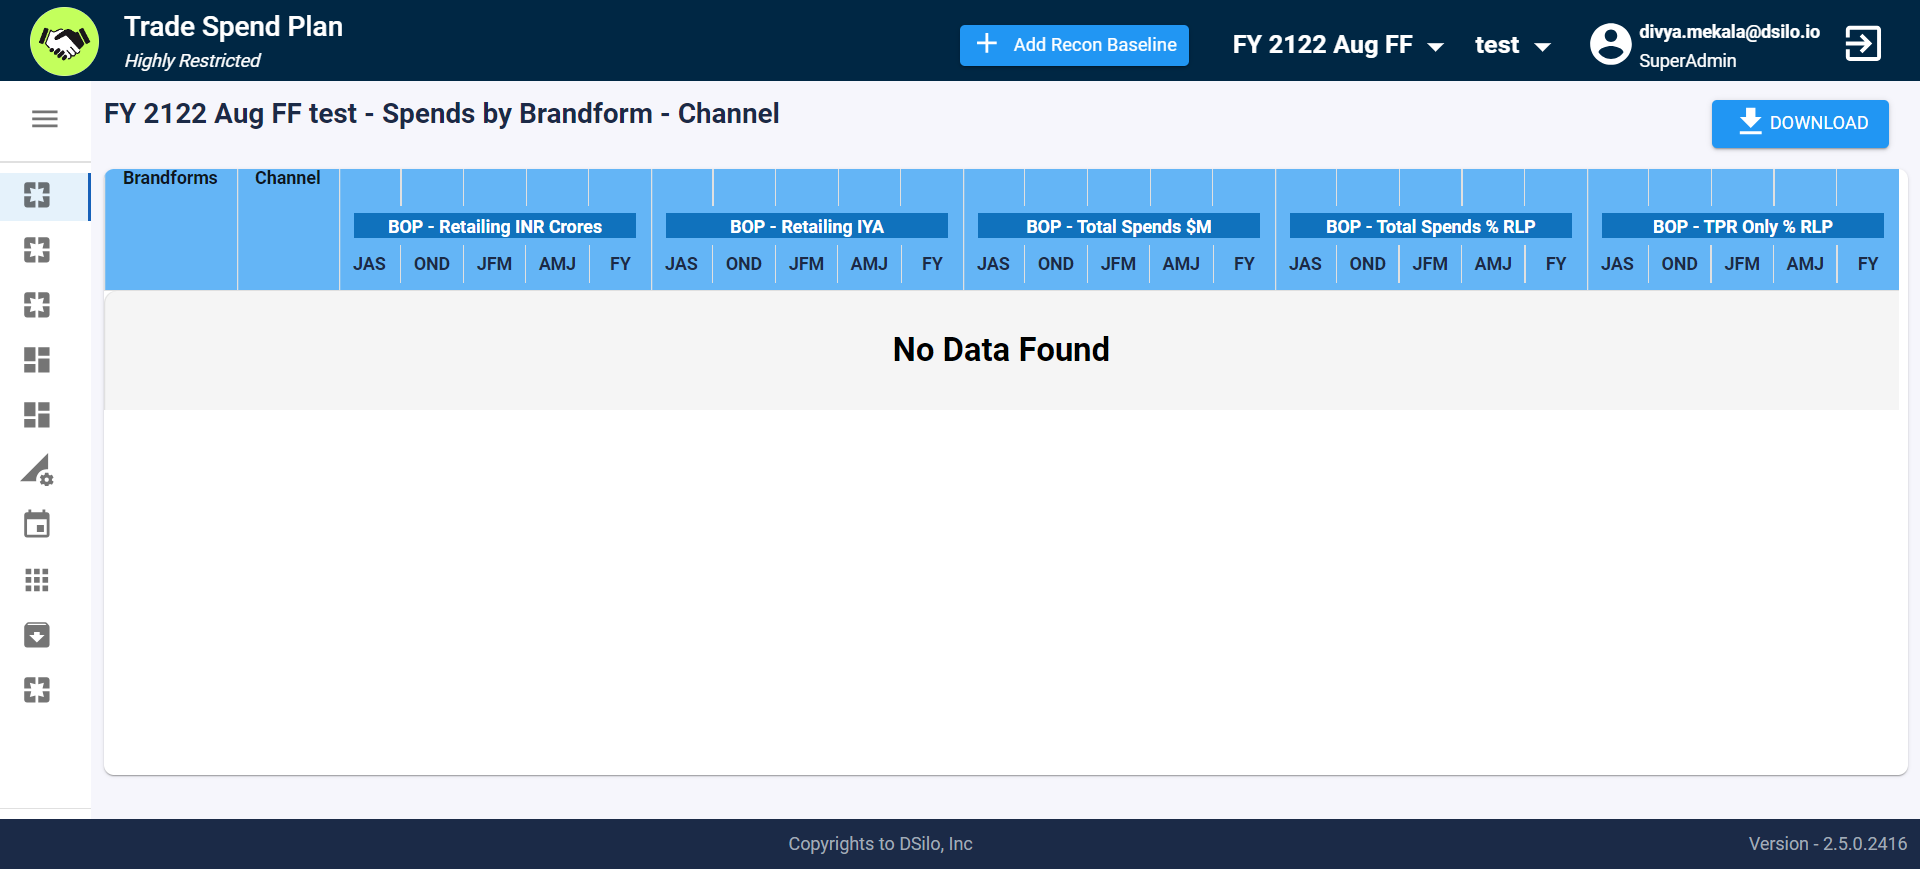 Trade Spend Plan
Highly Restricted
Add Recon Baseline
FY 2122 Aug FF
test
divya.mekala@dsilo.io
SuperAdmin
FY 2122 Aug FF test - Spends by Brandform - Channel
DOWNLOAD
Brandforms Channel
BOP - Retailing INR Crores BOP - Retailing IYA BOP - Total Spends $M BOP - Total Spends % RLP BOP - TPR Only % RLP
JAS OND JFM AMJ FY JAS OND JFM AMJ FY JAS OND JFM AMJ FY JAS OND JFM AMJ FY JAS OND JFM AMJ FY
No Data Found
Copyrights to DSilo, Inc
Version - 2.5.0.2416